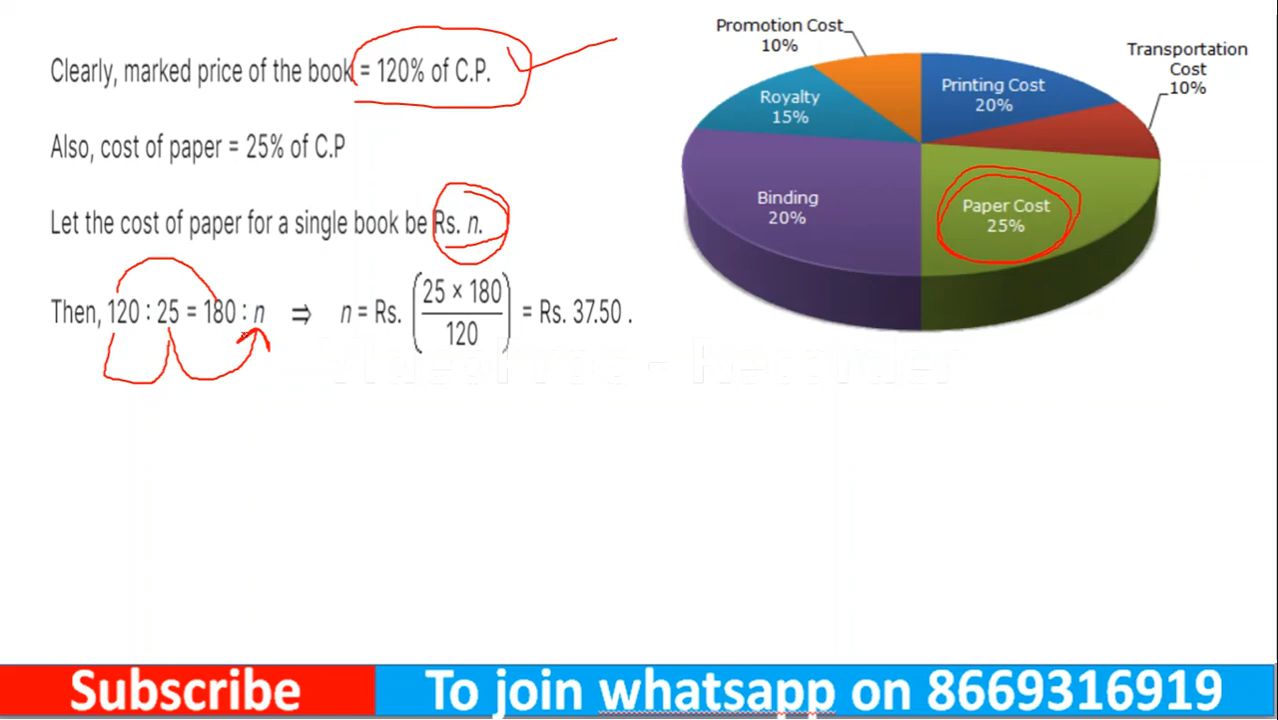 Clearly, marked price of the book = 120% of C.P.
Also, cost of paper = 25% of C.P
Let the cost of paper for a single book be Rs. n.
Then, 120 : 25 = 180 : n ⇒ n = Rs. (25 × 180 / 120) = Rs. 37.50 .
Promotion Cost
10%
Transportation
Cost
10%
Printing Cost
20%
Royalty
15%
Binding
20%
Paper Cost
25%
VideoProc - Recorder
Subscribe
To join whatsapp on 8669316919